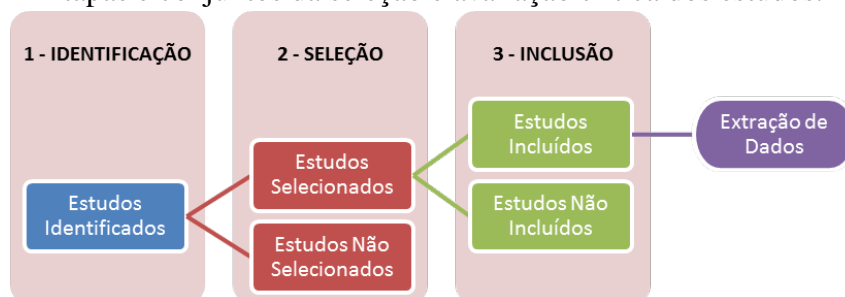 1 - IDENTIFICAÇÃO
2 - SELEÇÃO
3 - INCLUSÃO
Estudos
Identificados
Estudos
Selecionados
Estudos Não
Selecionados
Estudos
Incluídos
Estudos Não
Incluídos
Extração de
Dados